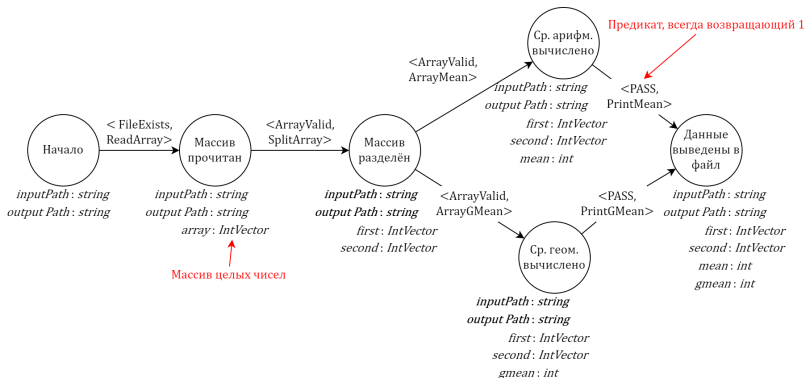 Начало
inputPath : string
output Path : string
< FileExists,
ReadArray>
Массив
прочитан
inputPath : string
output Path : string
array : IntVector
Массив целых чисел
<ArrayValid,
SplitArray>
Массив
разделён
inputPath : string
output Path : string
first : IntVector
second : IntVector
<ArrayValid,
ArrayMean>
Ср. арифм.
вычислено
inputPath : string
output Path : string
first : IntVector
second : IntVector
mean : int
Предикат, всегда возвращающий 1
<PASS,
PrintMean>
<ArrayValid,
ArrayGMean>
Ср. геом.
вычислено
inputPath : string
output Path : string
first : IntVector
second : IntVector
gmean : int
<PASS,
PrintGMean>
Данные
выведены в
файл
inputPath : string
output Path : string
first : IntVector
second : IntVector
mean : int
gmean : int